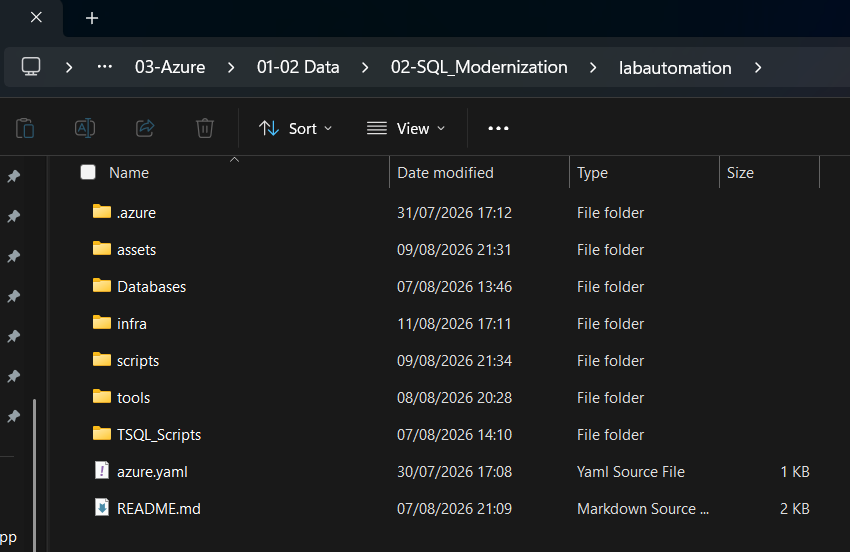 ··· 03-Azure 01-02 Data 02-SQL_Modernization labautomation
Sort View ···
Name Date modified Type Size
.azure 31/07/2026 17:12 File folder
assets 09/08/2026 21:31 File folder
Databases 07/08/2026 13:46 File folder
infra 11/08/2026 17:11 File folder
scripts 09/08/2026 21:34 File folder
tools 08/08/2026 20:28 File folder
TSQL_Scripts 07/08/2026 14:10 File folder
azure.yaml 30/07/2026 17:08 Yaml Source File 1 KB
README.md 07/08/2026 21:09 Markdown Source ... 2 KB
pp